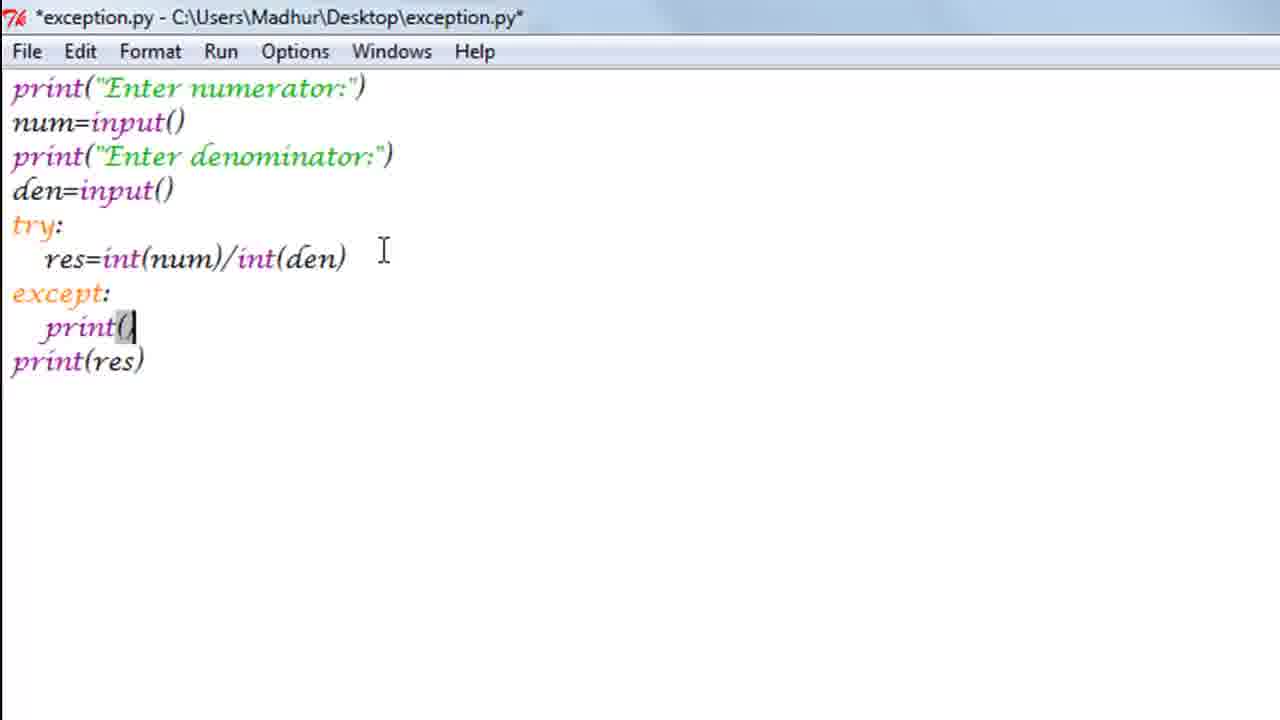 *exception.py - C:\Users\Madhur\Desktop\exception.py*
File Edit Format Run Options Windows Help
print("Enter numerator:")
num=input()
print("Enter denominator:")
den=input()
try:
    res=int(num)/int(den)
except:
    print()
print(res)